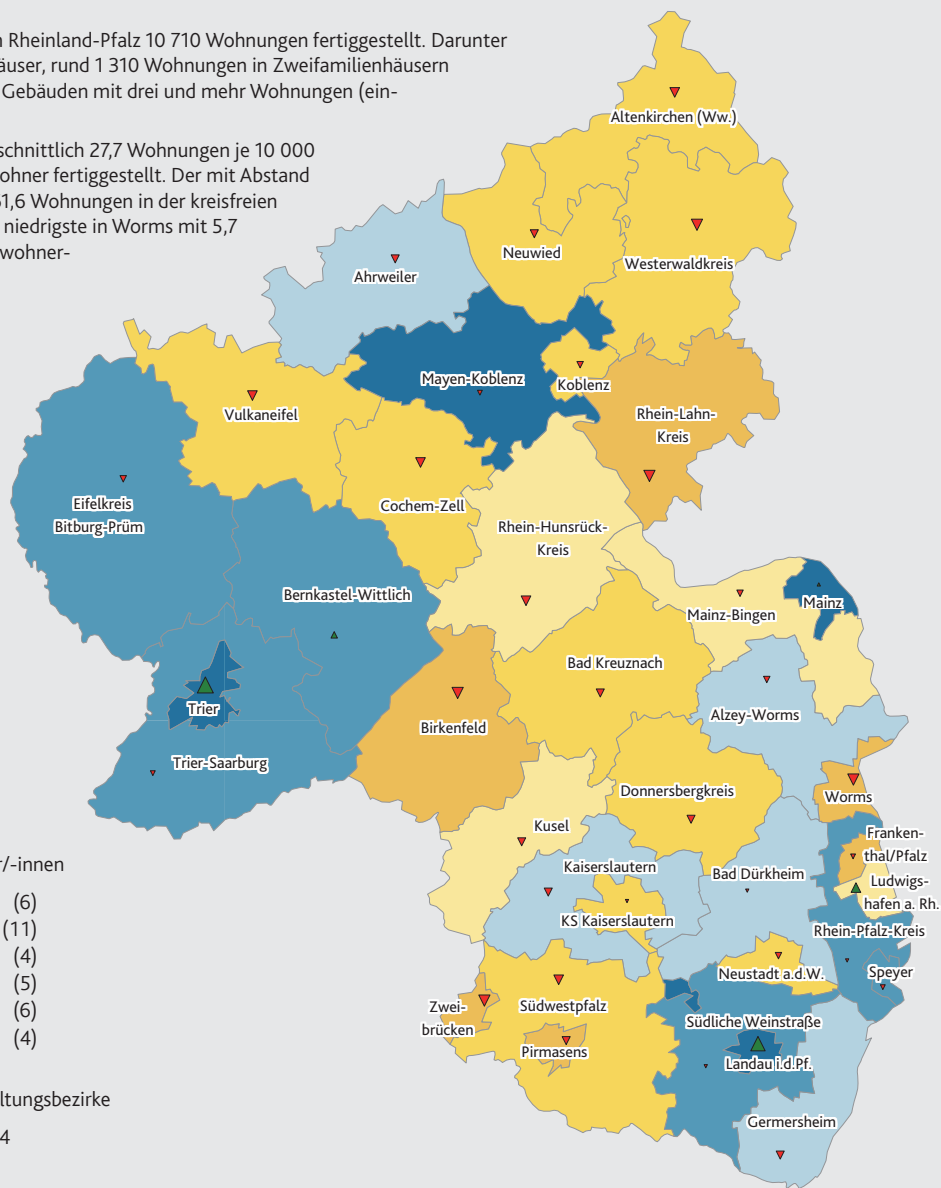 n Rheinland-Pfalz 10 710 Wohnungen fertiggestellt. Darunter
äuser, rund 1 310 Wohnungen in Zweifamilienhäusern
Gebäuden mit drei und mehr Wohnungen (ein-
schnittlich 27,7 Wohnungen je 10 000
ohner fertiggestellt. Der mit Abstand
61,6 Wohnungen in der kreisfreien
niedrigste in Worms mit 5,7
wohner-
Altenkirchen (Ww.)
Neuwied
Westerwaldkreis
Ahrweiler
Mayen-Koblenz
Koblenz
Vulkaneifel
Rhein-Lahn-
Kreis
Cochem-Zell
Eifelkreis
Bitburg-Prüm
Rhein-Hunsrück-
Kreis
Bernkastel-Wittlich
Mainz-Bingen
Mainz
Bad Kreuznach
Trier
Birkenfeld
Alzey-Worms
Trier-Saarburg
Donnersbergkreis
Worms
Kusel
Franken-
thal/Pfalz
Kaiserslautern
Bad Dürkheim
Ludwigs-
hafen a. Rh.
KS Kaiserslautern
Rhein-Pfalz-Kreis
Neustadt a.d.W.
Speyer
Zwei-
brücken
Südwestpfalz
Südliche Weinstraße
Pirmasens
Landau i.d.Pf.
Germersheim
r/-innen
(6)
(11)
(4)
(5)
(6)
(4)
ltungsbezirke
4